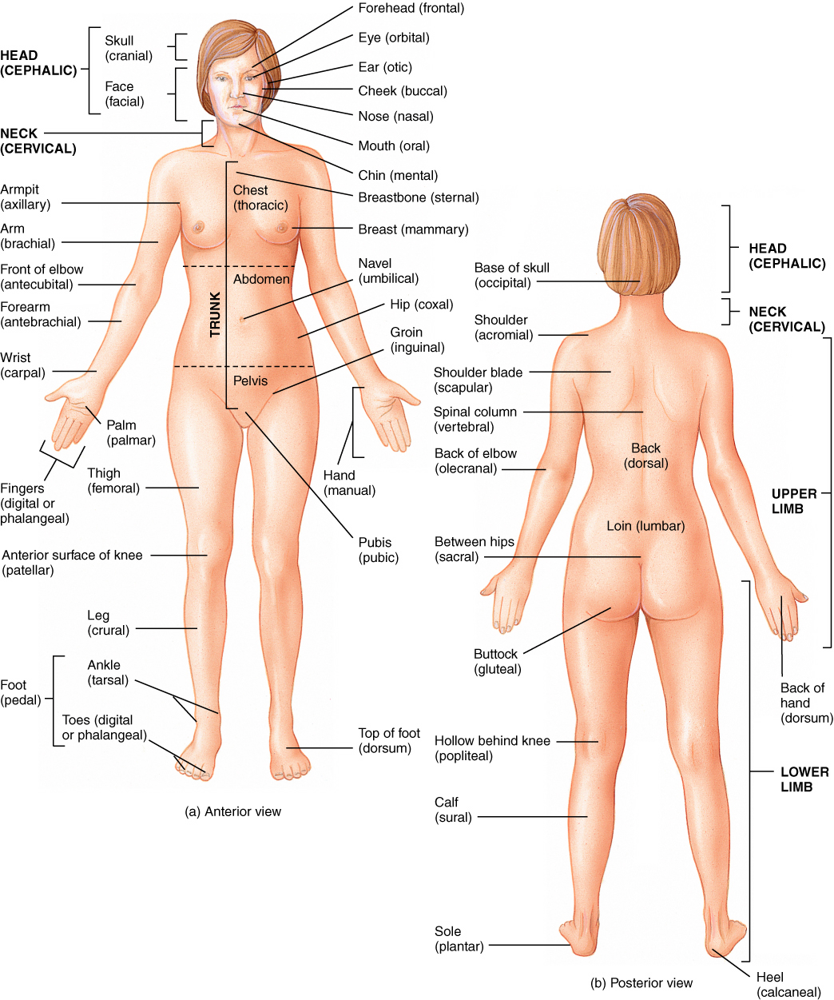 Forehead (frontal)
Eye (orbital)
Ear (otic)
Cheek (buccal)
Nose (nasal)
Mouth (oral)
Chin (mental)
Breastbone (sternal)
Breast (mammary)
Navel
(umbilical)
Hip (coxal)
Groin
(inguinal)
HEAD
(CEPHALIC)
Skull
(cranial)
Face
(facial)
NECK
(CERVICAL)
Armpit
(axillary)
Arm
(brachial)
Front of elbow
(antecubital)
Forearm
(antebrachial)
Wrist
(carpal)
Chest
(thoracic)
Abdomen
TRUNK
Pelvis
Palm
(palmar)
Fingers
(digital or
phalangeal)
Thigh
(femoral)
Hand
(manual)
Pubis
(pubic)
Anterior surface of knee
(patellar)
Leg
(crural)
Foot
(pedal)
Ankle
(tarsal)
Toes (digital
or phalangeal)
Top of foot
(dorsum)
(a) Anterior view
Base of skull
(occipital)
Shoulder
(acromial)
Shoulder blade
(scapular)
Spinal column
(vertebral)
Back of elbow
(olecranal)
Back
(dorsal)
Loin (lumbar)
Between hips
(sacral)
Buttock
(gluteal)
Hollow behind knee
(popliteal)
Calf
(sural)
Sole
(plantar)
HEAD
(CEPHALIC)
NECK
(CERVICAL)
UPPER
LIMB
Back of
hand
(dorsum)
LOWER
LIMB
Heel
(calcaneal)
(b) Posterior view